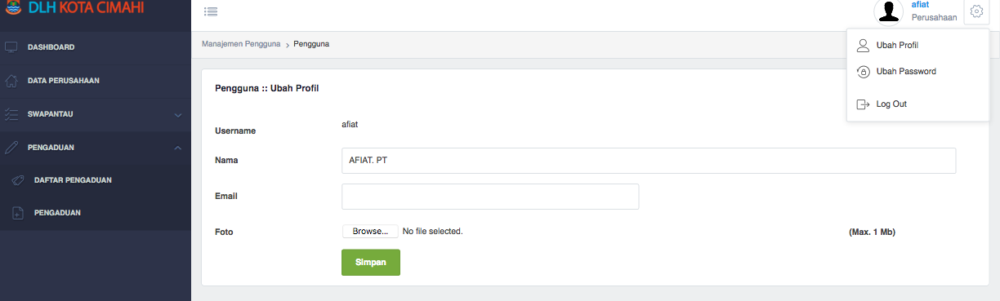 DLH KOTA CIMAHI
afiat
Perusahaan
DASHBOARD
DATA PERUSAHAAN
SWAPANTAU
PENGADUAN
DAFTAR PENGADUAN
PENGADUAN
Manajemen Pengguna > Pengguna
Ubah Profil
Ubah Password
Log Out
Pengguna :: Ubah Profil
Username afiat
Nama AFIAT. PT
Email
Foto Browse... No file selected. (Max. 1 Mb)
Simpan